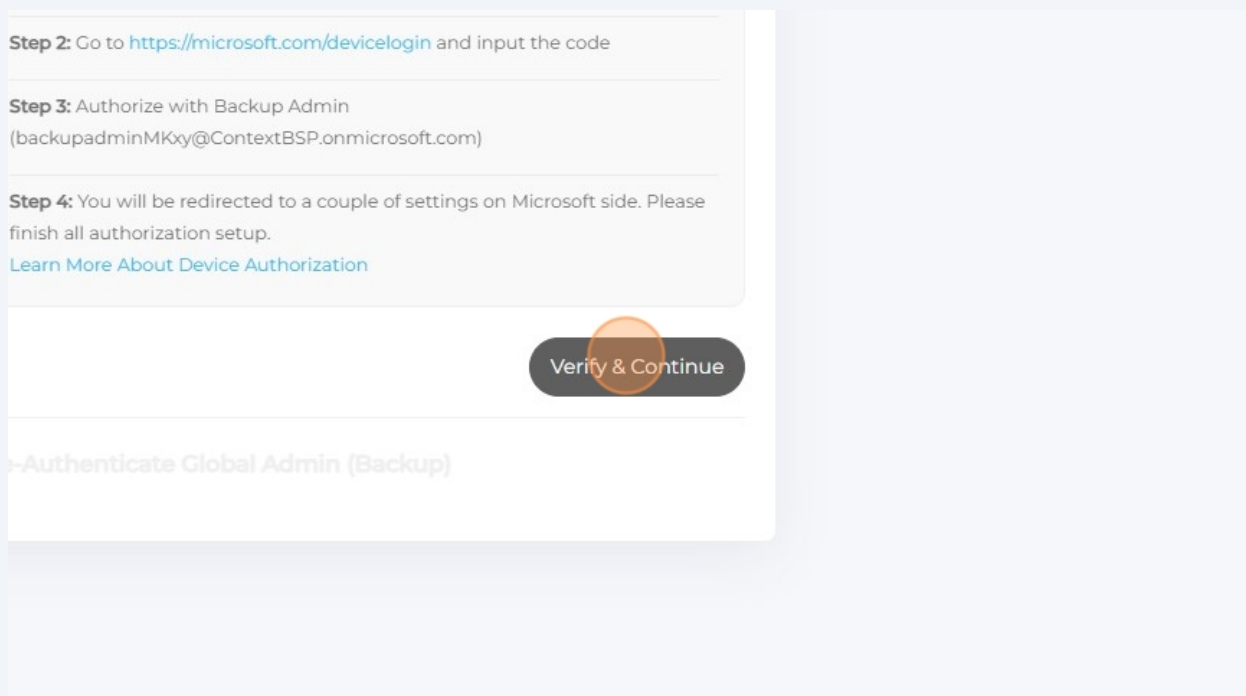 Step 2: Go to https://microsoft.com/devicelogin and input the code
Step 3: Authorize with Backup Admin
(backupadminMKxy@ContextBSP.onmicrosoft.com)
Step 4: You will be redirected to a couple of settings on Microsoft side. Please
finish all authorization setup.
Learn More About Device Authorization
Verify & Continue
e-Authenticate Global Admin (Backup)